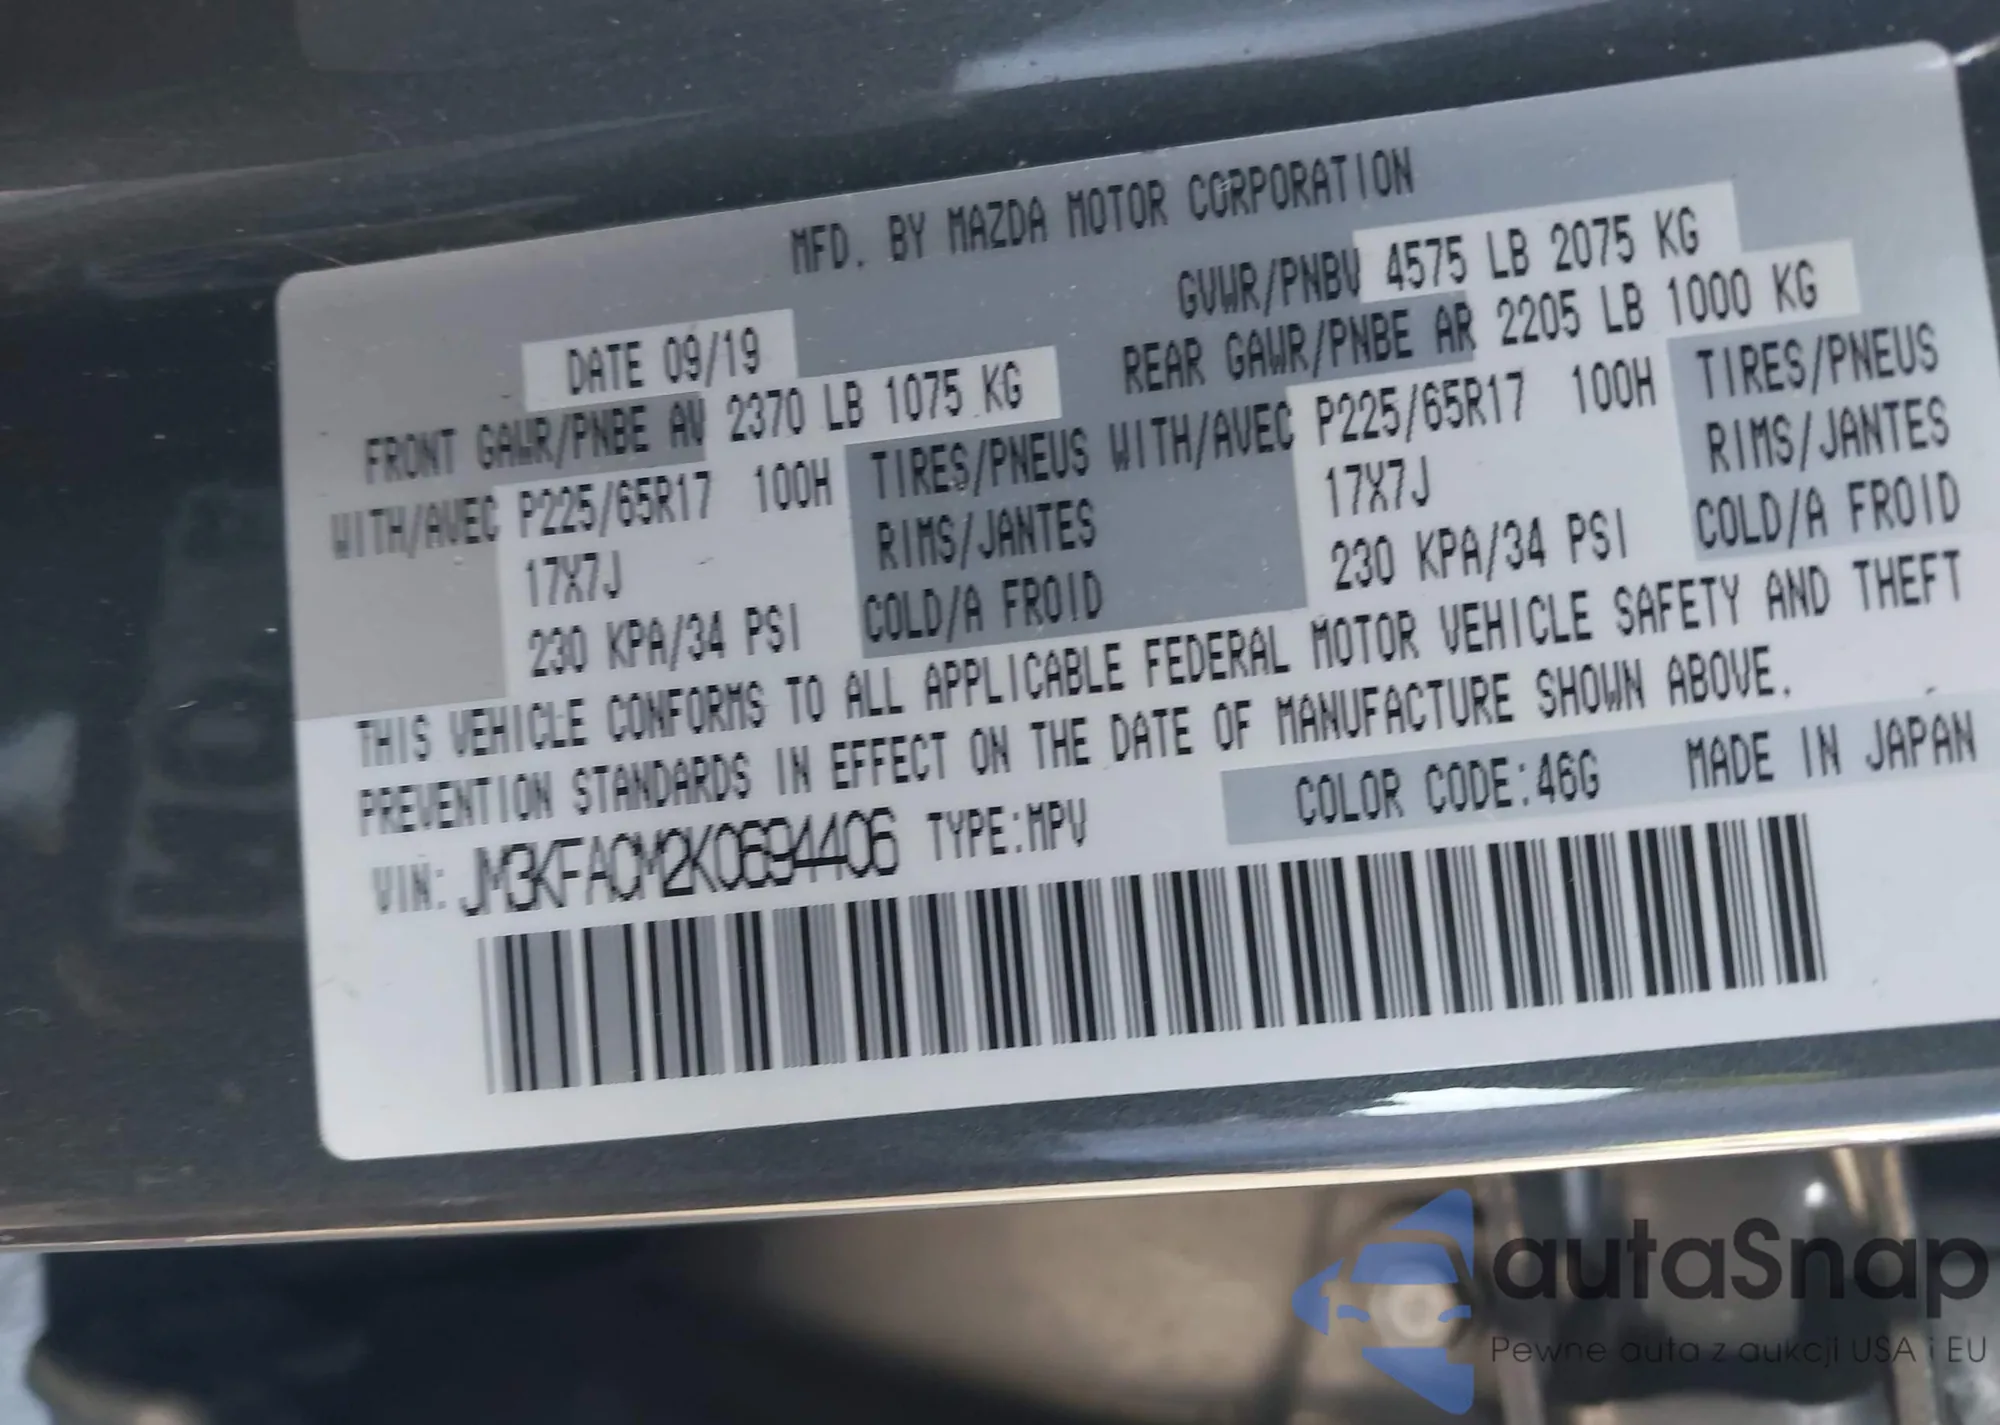 MFD. BY MAZDA MOTOR CORPORATION
DATE 09/19 GVWR/PNBV 4575 LB 2075 KG
FRONT GAWR/PNBE AV 2370 LB 1075 KG REAR GAWR/PNBE AR 2205 LB 1000 KG
WITH/AVEC P225/65R17 100H TIRES/PNEUS WITH/AVEC P225/65R17 100H TIRES/PNEUS
17X7J RIMS/JANTES 17X7J RIMS/JANTES
230 KPA/34 PSI COLD/A FROID 230 KPA/34 PSI COLD/A FROID
THIS VEHICLE CONFORMS TO ALL APPLICABLE FEDERAL MOTOR VEHICLE SAFETY AND THEFT
PREVENTION STANDARDS IN EFFECT ON THE DATE OF MANUFACTURE SHOWN ABOVE.
VIN: JM3KFACM2K0694406 TYPE:MPV COLOR CODE:46G MADE IN JAPAN
autaSnap
Pewne auta z aukcji USA i EU